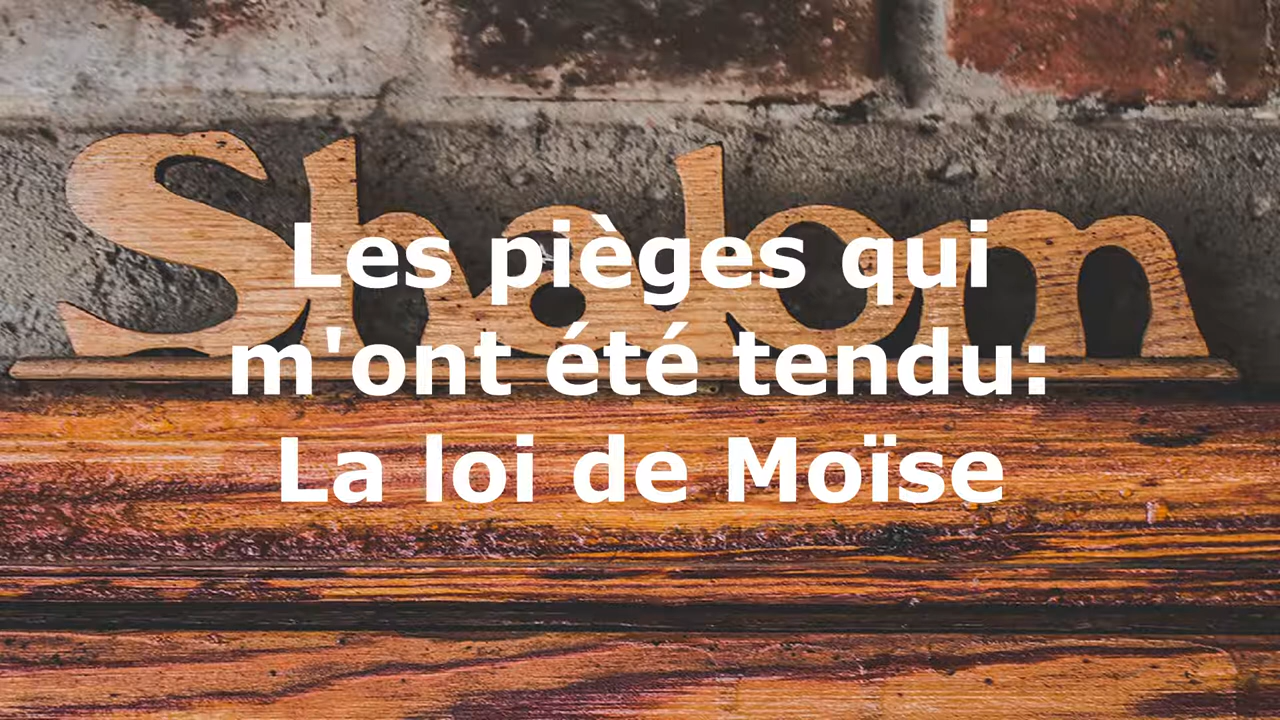 Shalom
Les pièges qui
m'ont été tendu:
La loi de Moïse